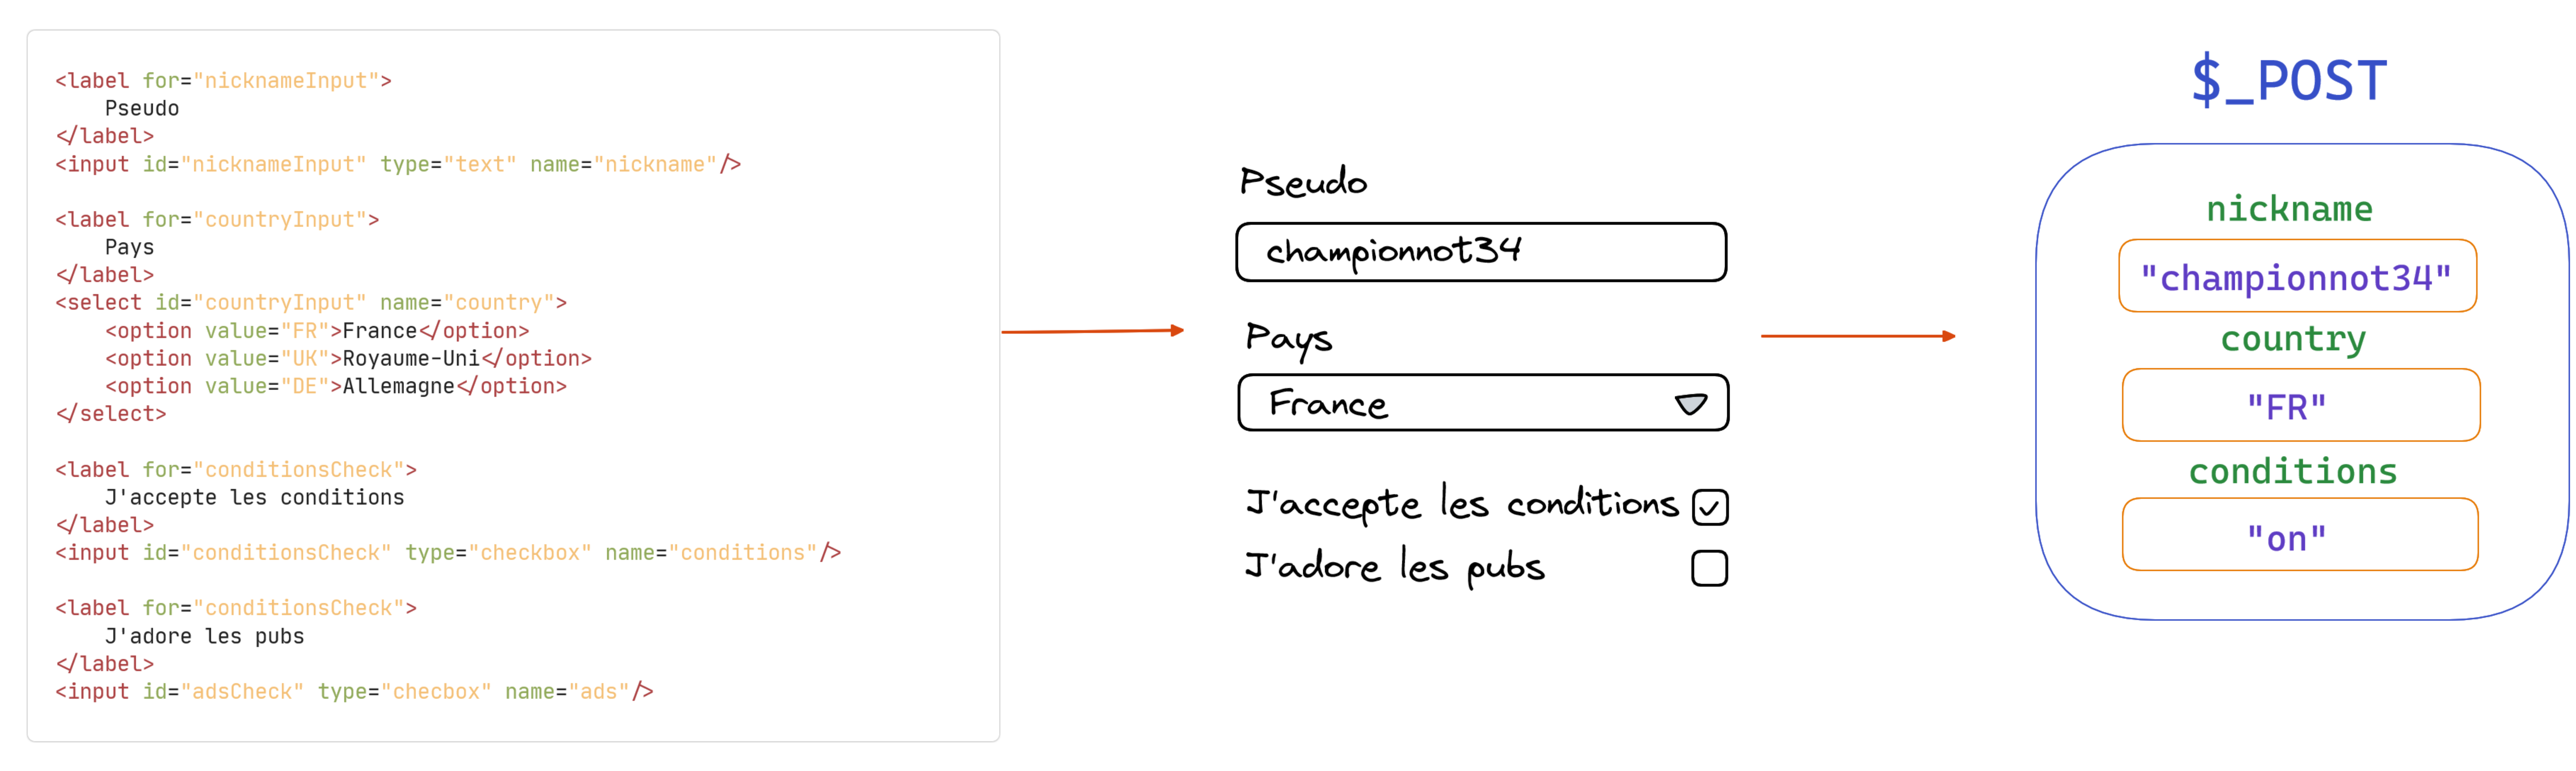 <label for="nicknameInput">
    Pseudo
</label>
<input id="nicknameInput" type="text" name="nickname"/>
<label for="countryInput">
    Pays
</label>
<select id="countryInput" name="country">
    <option value="FR">France</option>
    <option value="UK">Royaume-Uni</option>
    <option value="DE">Allemagne</option>
</select>
<label for="conditionsCheck">
    J'accepte les conditions
</label>
<input id="conditionsCheck" type="checkbox" name="conditions"/>
<label for="conditionsCheck">
    J'adore les pubs
</label>
<input id="adsCheck" type="checbox" name="ads"/>
Pseudo
championnot34
Pays
France
J'accepte les conditions
J'adore les pubs
$_POST
nickname
"championnot34"
country
"FR"
conditions
"on"